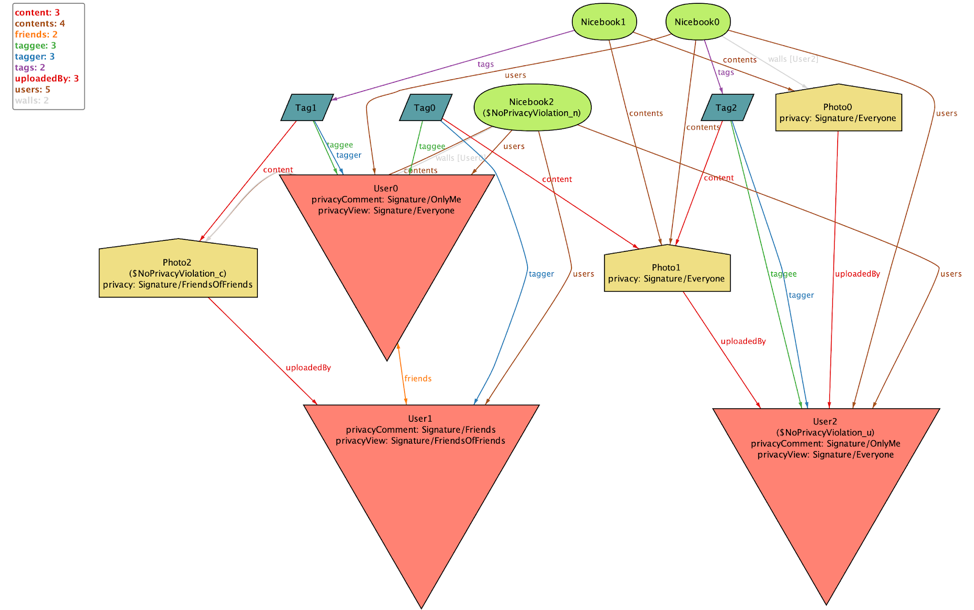 content: 3
contents: 4
friends: 2
taggee: 3
tagger: 3
tags: 2
uploadedBy: 3
users: 5
walls: 2
Nicebook1
Nicebook0
contents
walls [User2]
tags
users
tags
Tag1
Tag0
Nicebook2
($NoPrivacyViolation_n)
Tag2
Photo0
privacy: Signature/Everyone
contents
users
contents
taggee
tagger
taggee
users
walls [User
content
contents
content
content
User0
privacyComment: Signature/OnlyMe
privacyView: Signature/Everyone
Photo2
($NoPrivacyViolation_c)
privacy: Signature/FriendsOfFriends
Photo1
privacy: Signature/Everyone
tagger
users
taggee
uploadedBy
users
tagger
uploadedBy
uploadedBy
friends
User1
privacyComment: Signature/Friends
privacyView: Signature/FriendsOfFriends
User2
($NoPrivacyViolation_u)
privacyComment: Signature/OnlyMe
privacyView: Signature/Everyone